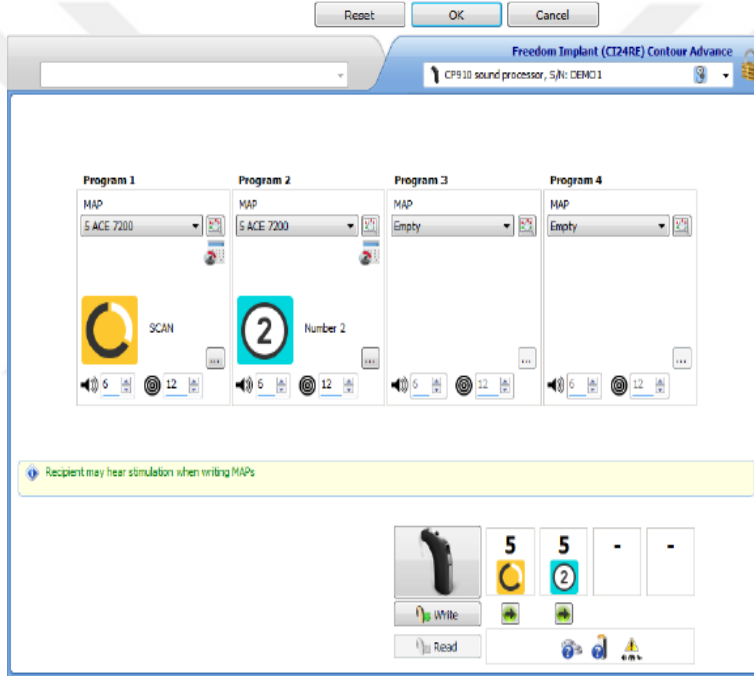 Reset OK Cancel
Freedom Implant (CI24RE) Contour Advance
CP910 sound processor, S/N: DEMO1
Program 1 Program 2 Program 3 Program 4
MAP MAP MAP MAP
5 ACE 7200 5 ACE 7200 Empty Empty
SCAN 2 Number 2
... ... ... ...
6 12 6 12 6 12 6 12
Recipient may hear stimulation when writing MAPs
5 5 - -
2
Write
Read